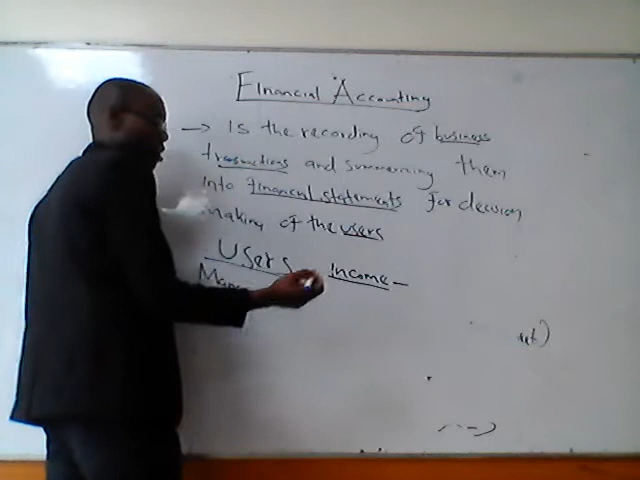 Financial Accounting
→ Is the recording of business
transactions and summerning them
into financial statements for decision
making of the users
Users Income -